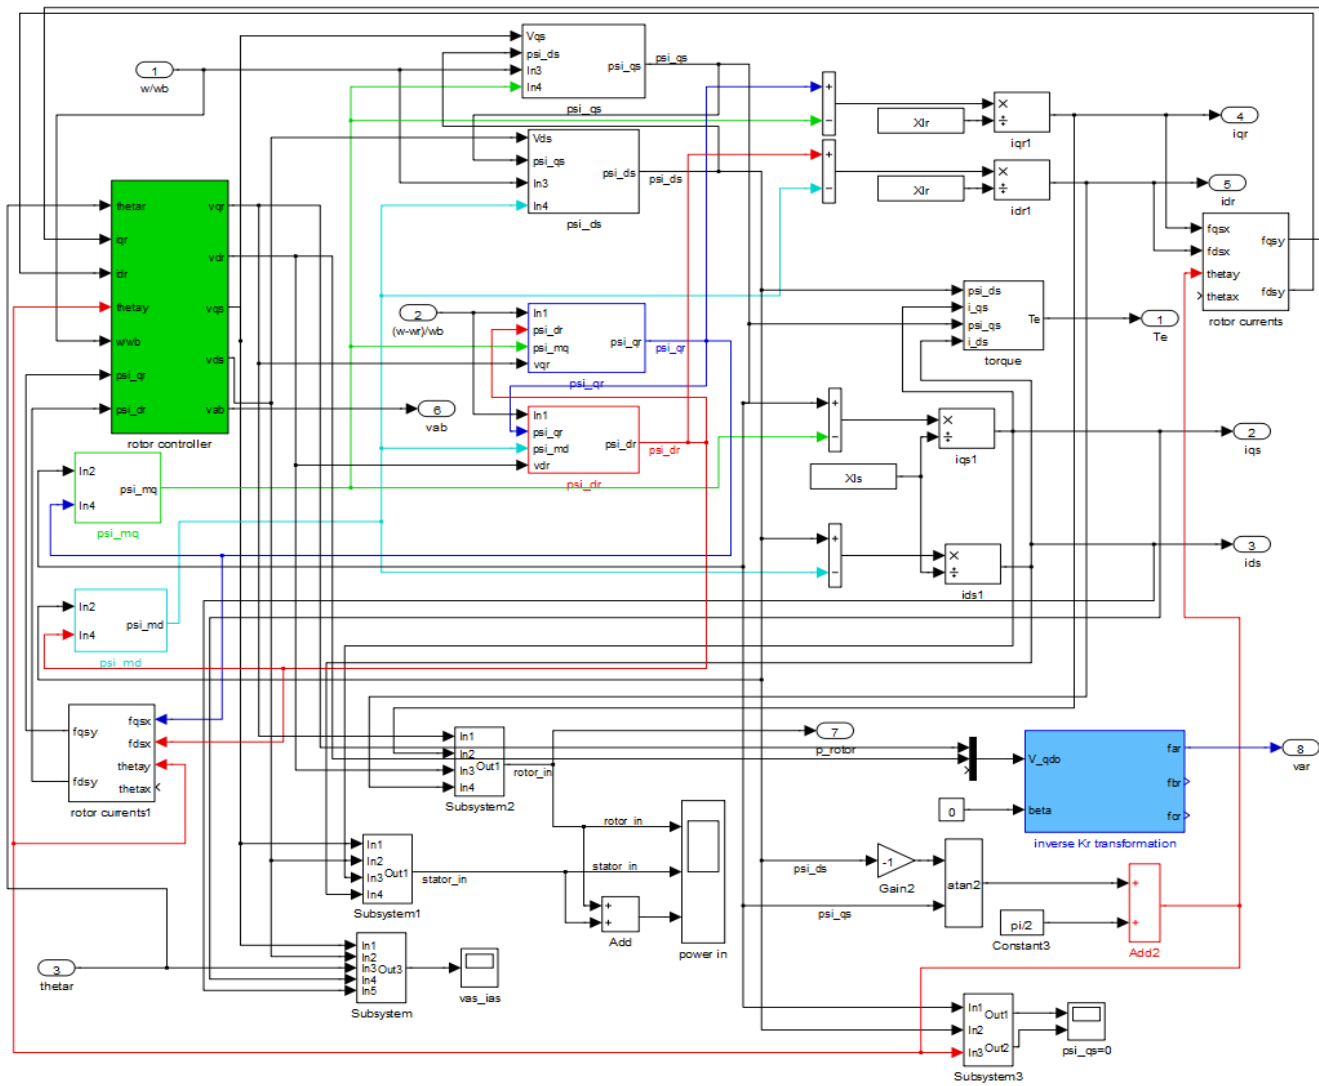 1
w/wb
Vqs
psi_ds
In3
In4
psi_qs
psi_qs
psi_qs
Vds
psi_qs
In3
In4
psi_ds
psi_ds
psi_ds
+
−
Xlr
×
÷
iqr1
4
iqr
+
−
Xlr
×
÷
idr1
5
idr
fqsx
fdsx
thetay
thetax
fqsy
fdsy
rotor currents
thetar
iqr
idr
thetay
w/wb
psi_qr
psi_dr
vqr
vdr
vqs
vds
vab
rotor controller
6
vab
2
(w-wr)/wb
In1
psi_dr
psi_mq
vqr
psi_qr
psi_qr
psi_qr
In1
psi_qr
psi_md
vdr
psi_dr
psi_dr
psi_dr
psi_ds
i_qs
psi_qs
i_ds
Te
torque
1
Te
+
−
×
÷
iqs1
2
iqs
Xls
+
−
×
÷
ids1
3
ids
In2
In4
psi_mq
psi_mq
In2
In4
psi_md
psi_md
fqsy
fdsy
fqsx
fdsx
thetay
thetax
rotor currents1
In1
In2
In3
In4
Out1
Subsystem2
rotor_in
7
p_rotor
V_qdo
beta
far
fbr
fcr
inverse Kr transformation
0
8
var
In1
In2
In3
In4
Out1
Subsystem1
stator_in
rotor_in
stator_in
power in
+
+
Add
psi_ds
-1
Gain2
psi_qs
atan2
pi/2
Constant3
+
+
Add2
3
thetar
In1
In2
In3
In4
In5
Out3
Subsystem
vas_ias
In1
In2
In3
Out1
Out2
Subsystem3
psi_qs=0